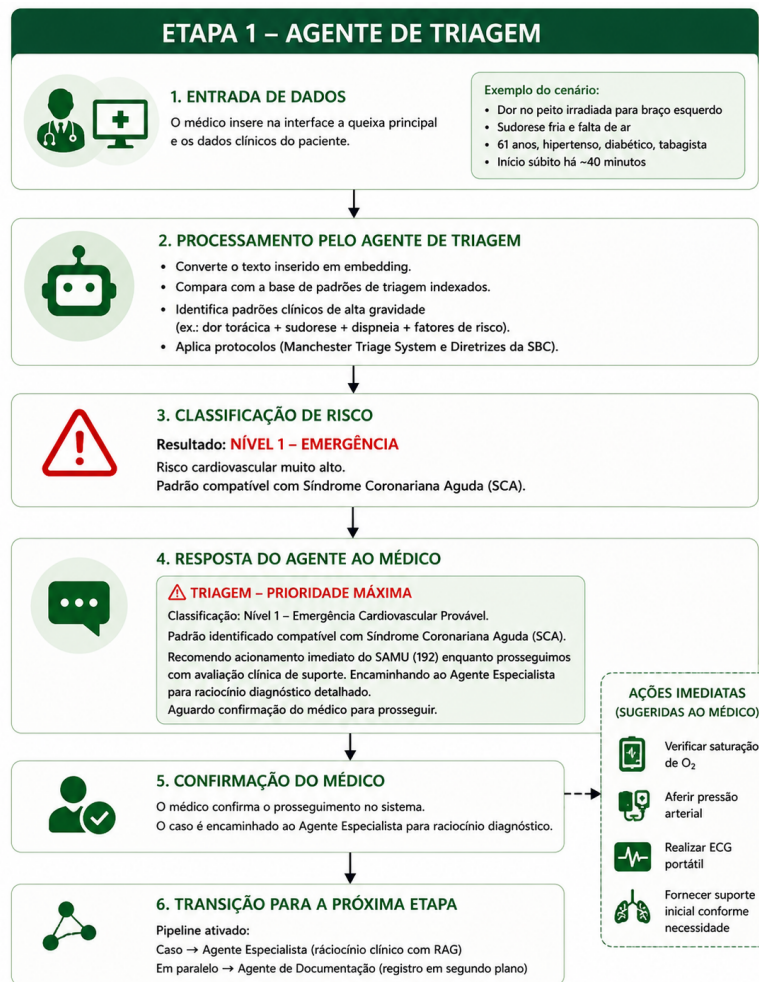 ETAPA 1 – AGENTE DE TRIAGEM
1. ENTRADA DE DADOS
O médico insere na interface a queixa principal
e os dados clínicos do paciente.
Exemplo do cenário:
• Dor no peito irradiada para braço esquerdo
• Sudorese fria e falta de ar
• 61 anos, hipertenso, diabético, tabagista
• Início súbito há ~40 minutos
2. PROCESSAMENTO PELO AGENTE DE TRIAGEM
• Converte o texto inserido em embedding.
• Compara com a base de padrões de triagem indexados.
• Identifica padrões clínicos de alta gravidade
(ex.: dor torácica + sudorese + dispneia + fatores de risco).
• Aplica protocolos (Manchester Triage System e Diretrizes da SBC).
3. CLASSIFICAÇÃO DE RISCO
Resultado: NÍVEL 1 – EMERGÊNCIA
Risco cardiovascular muito alto.
Padrão compatível com Síndrome Coronariana Aguda (SCA).
4. RESPOSTA DO AGENTE AO MÉDICO
TRIAGEM – PRIORIDADE MÁXIMA
Classificação: Nível 1 – Emergência Cardiovascular Provável.
Padrão identificado compatível com Síndrome Coronariana Aguda (SCA).
Recomendo acionamento imediato do SAMU (192) enquanto prosseguimos
com avaliação clínica de suporte. Encaminhando ao Agente Especialista
para raciocínio diagnóstico detalhado.
Aguardo confirmação do médico para prosseguir.
AÇÕES IMEDIATAS
(SUGERIDAS AO MÉDICO)
Verificar saturação
de O₂
Aferir pressão
arterial
Realizar ECG
portátil
Fornecer suporte
inicial conforme
necessidade
5. CONFIRMAÇÃO DO MÉDICO
O médico confirma o prosseguimento no sistema.
O caso é encaminhado ao Agente Especialista para raciocínio diagnóstico.
6. TRANSIÇÃO PARA A PRÓXIMA ETAPA
Pipeline ativado:
Caso → Agente Especialista (ráciocínio clínico com RAG)
Em paralelo → Agente de Documentação (registro em segundo plano)